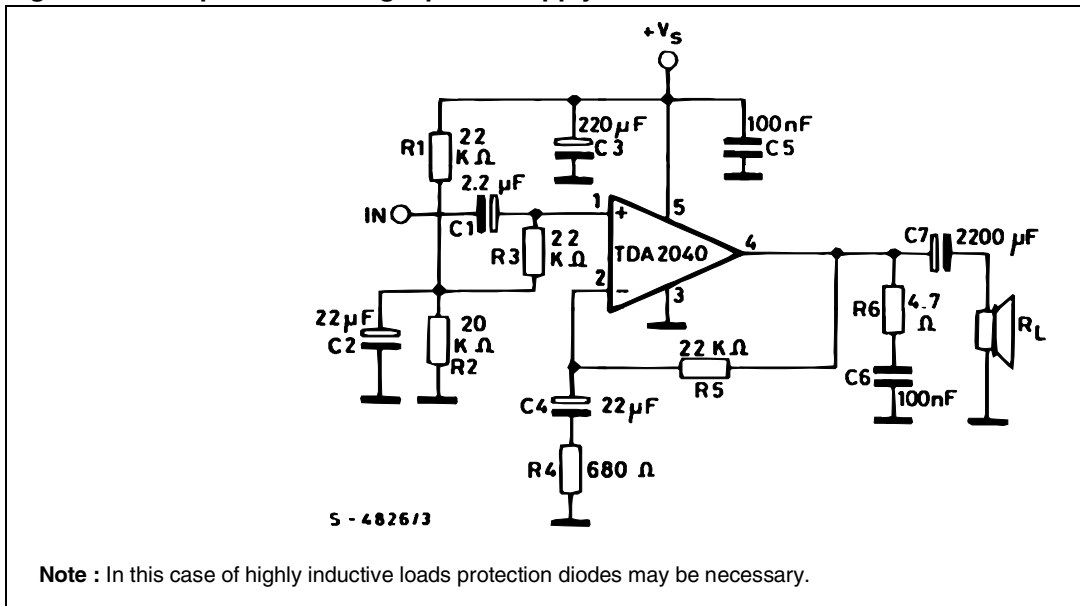 +VS
220 µF
C3
100nF
C5
R1
22
KΩ
2.2 µF
IN
C1
R3
22
KΩ
1
+
5
TDA2040
4
2
−
3
C7
2200 µF
R6
4.7
Ω
RL
22µF
C2
20
KΩ
R2
22 KΩ
R5
C6
100nF
C4
22µF
R4
680 Ω
S - 4826/3
Note : In this case of highly inductive loads protection diodes may be necessary.